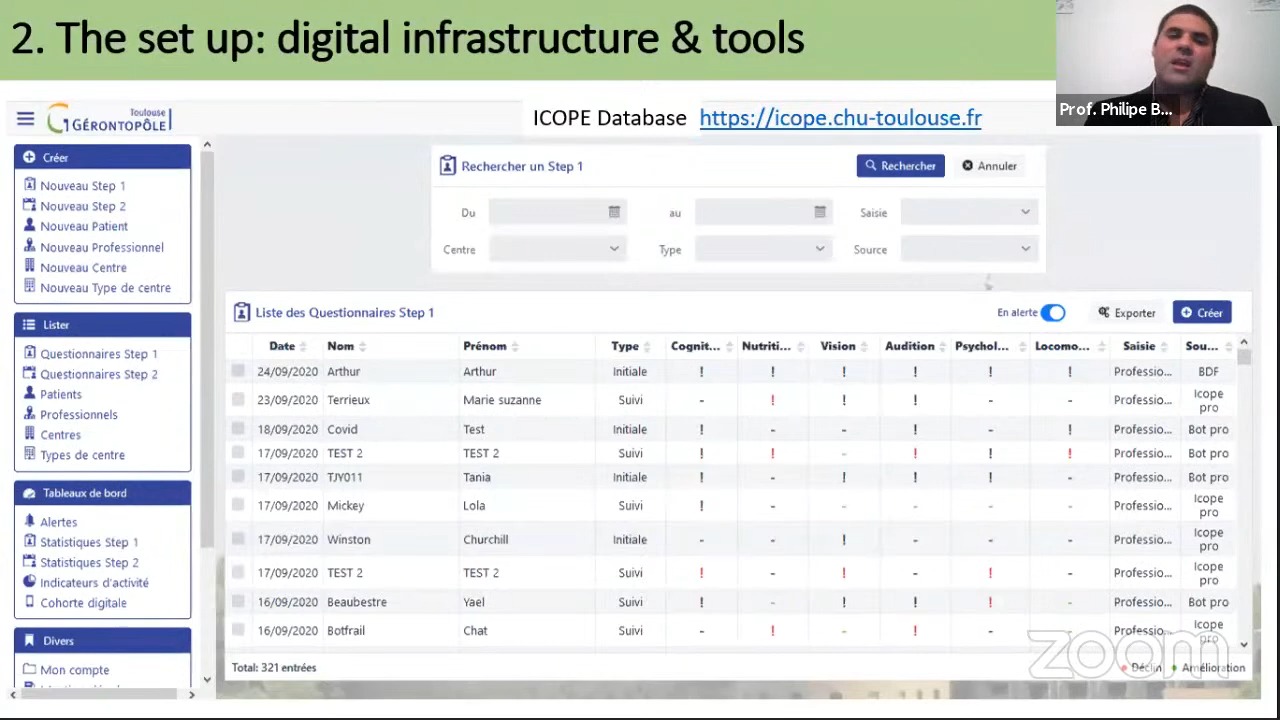 2. The set up: digital infrastructure & tools
Prof. Philipe B...
Toulouse
GÉRONTOPÔLE
ICOPE Database https://icope.chu-toulouse.fr
Créer
Nouveau Step 1
Nouveau Step 2
Nouveau Patient
Nouveau Professionnel
Nouveau Centre
Nouveau Type de centre
Lister
Questionnaires Step 1
Questionnaires Step 2
Patients
Professionnels
Centres
Types de centre
Tableaux de bord
Alertes
Statistiques Step 1
Statistiques Step 2
Indicateurs d'activité
Cohorte digitale
Divers
Mon compte
Rechercher un Step 1 Rechercher Annuler
Du au Saisie
Centre Type Source
Liste des Questionnaires Step 1 En alerte Exporter Créer
Date Nom Prénom Type Cognit... Nutriti... Vision Audition Psychol... Locomo... Saisie Sou...
24/09/2020 Arthur Arthur Initiale ! ! ! ! ! ! Professio... BDF
23/09/2020 Terrieux Marie suzanne Suivi - ! ! ! - - Professio... Icope pro
18/09/2020 Covid Test Initiale ! - - - - ! Professio... Bot pro
17/09/2020 TEST 2 TEST 2 Suivi ! ! - ! ! ! Professio... Bot pro
17/09/2020 TJY011 Tania Initiale ! - ! ! ! - Professio... Bot pro
17/09/2020 Mickey Lola Suivi ! - - - - - Professio... Icope pro
17/09/2020 Winston Churchill Initiale - - ! - - - Professio... Icope pro
17/09/2020 TEST 2 TEST 2 Suivi ! - ! - ! - Professio... Icope pro
16/09/2020 Beaubestre Yael Suivi ! - ! ! ! - Professio... Bot pro
16/09/2020 Botfrail Chat Suivi - ! - ! - - Professio... Icope pro
Total: 321 entrées Déclin Amélioration
zoom